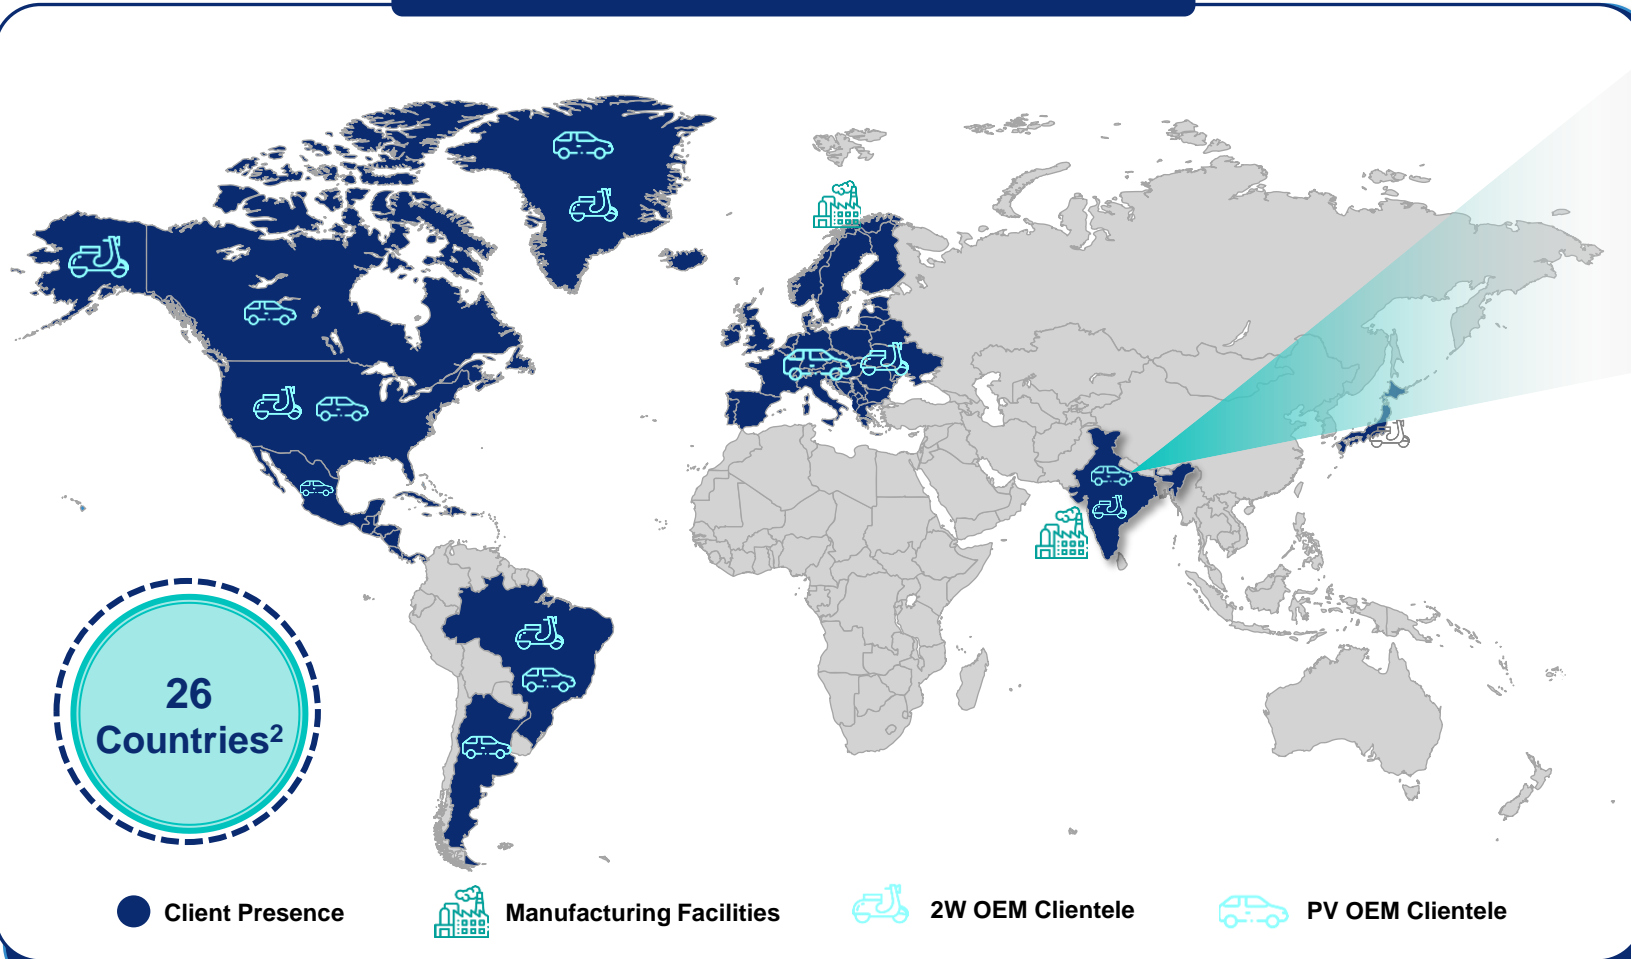 26
Countries²
Client Presence
Manufacturing Facilities
2W OEM Clientele
PV OEM Clientele